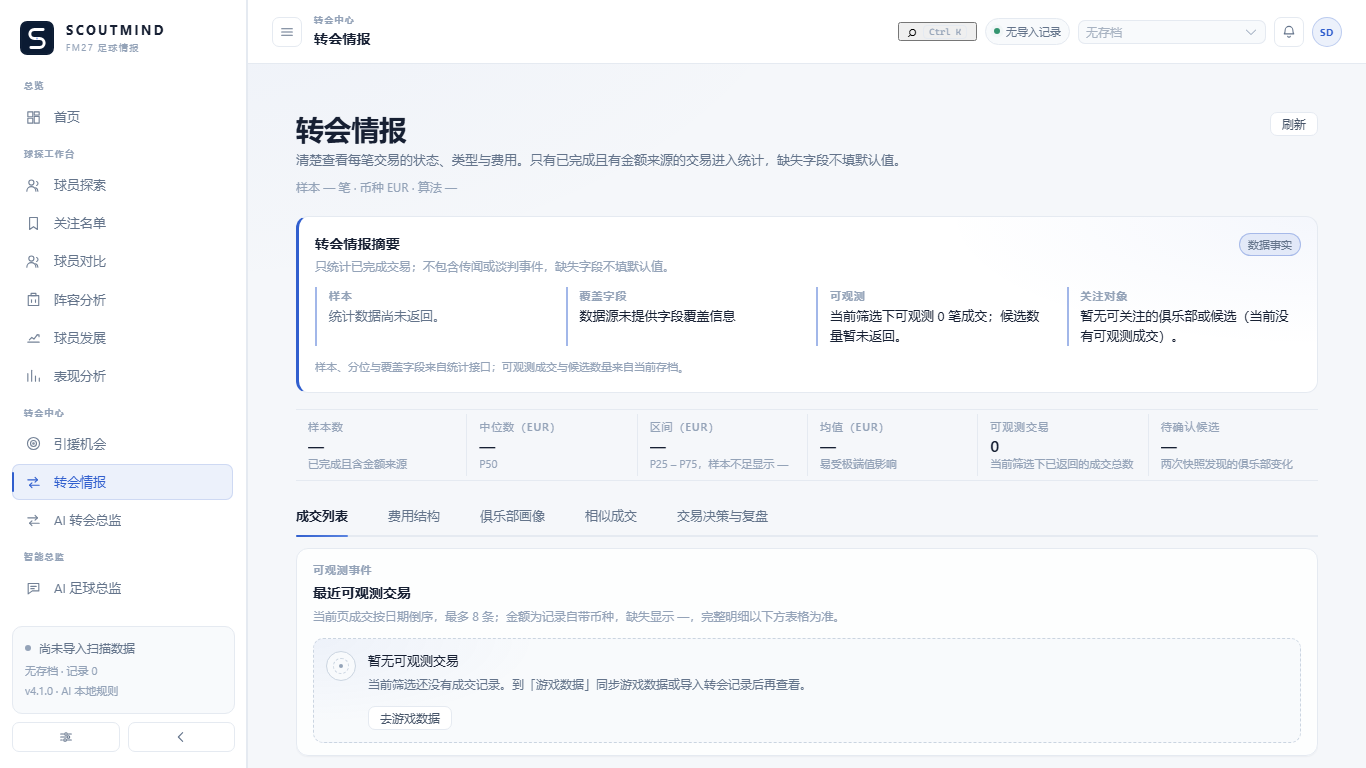 SCOUTMIND
FM27 足球情报
总览
首页
球探工作台
球员探索
关注名单
球员对比
阵容分析
球员发展
表现分析
转会中心
引援机会
转会情报
AI 转会总监
智能总监
AI 足球总监
尚未导入扫描数据
无存档 · 记录 0
v4.1.0 · AI 本地规则
转会中心
转会情报
Ctrl K
无导入记录
无存档
SD
转会情报
刷新
清楚查看每笔交易的状态、类型与费用。只有已完成且有金额来源的交易进入统计，缺失字段不填默认值。
样本 — 笔 · 币种 EUR · 算法 —
转会情报摘要
数据事实
只统计已完成交易；不包含传闻或谈判事件，缺失字段不填默认值。
样本
统计数据尚未返回。
覆盖字段
数据源未提供字段覆盖信息
可观测
当前筛选下可观测 0 笔成交；候选数
量暂未返回。
关注对象
暂无可关注的俱乐部或候选（当前没
有可观测成交）。
样本、分位与覆盖字段来自统计接口；可观测成交与候选数量来自当前存档。
样本数
—
已完成且含金额来源
中位数（EUR）
—
P50
区间（EUR）
—
P25 – P75，样本不足显示 —
均值（EUR）
—
易受极端值影响
可观测交易
0
当前筛选下已返回的成交总数
待确认候选
—
两次快照发现的俱乐部变化
成交列表 费用结构 俱乐部画像 相似成交 交易决策与复盘
可观测事件
最近可观测交易
当前页成交按日期倒序，最多 8 条；金额为记录自带币种，缺失显示 —，完整明细以下方表格为准。
暂无可观测交易
当前筛选还没有成交记录。到「游戏数据」同步游戏数据或导入转会记录后再查看。
去游戏数据